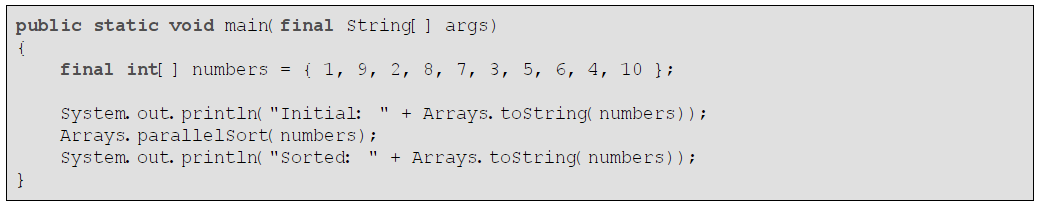 public static void main(final String[] args)
{
    final int[] numbers = { 1, 9, 2, 8, 7, 3, 5, 6, 4, 10 };
    System.out.println("Initial: " + Arrays.toString(numbers));
    Arrays.parallelSort(numbers);
    System.out.println("Sorted: " + Arrays.toString(numbers));
}